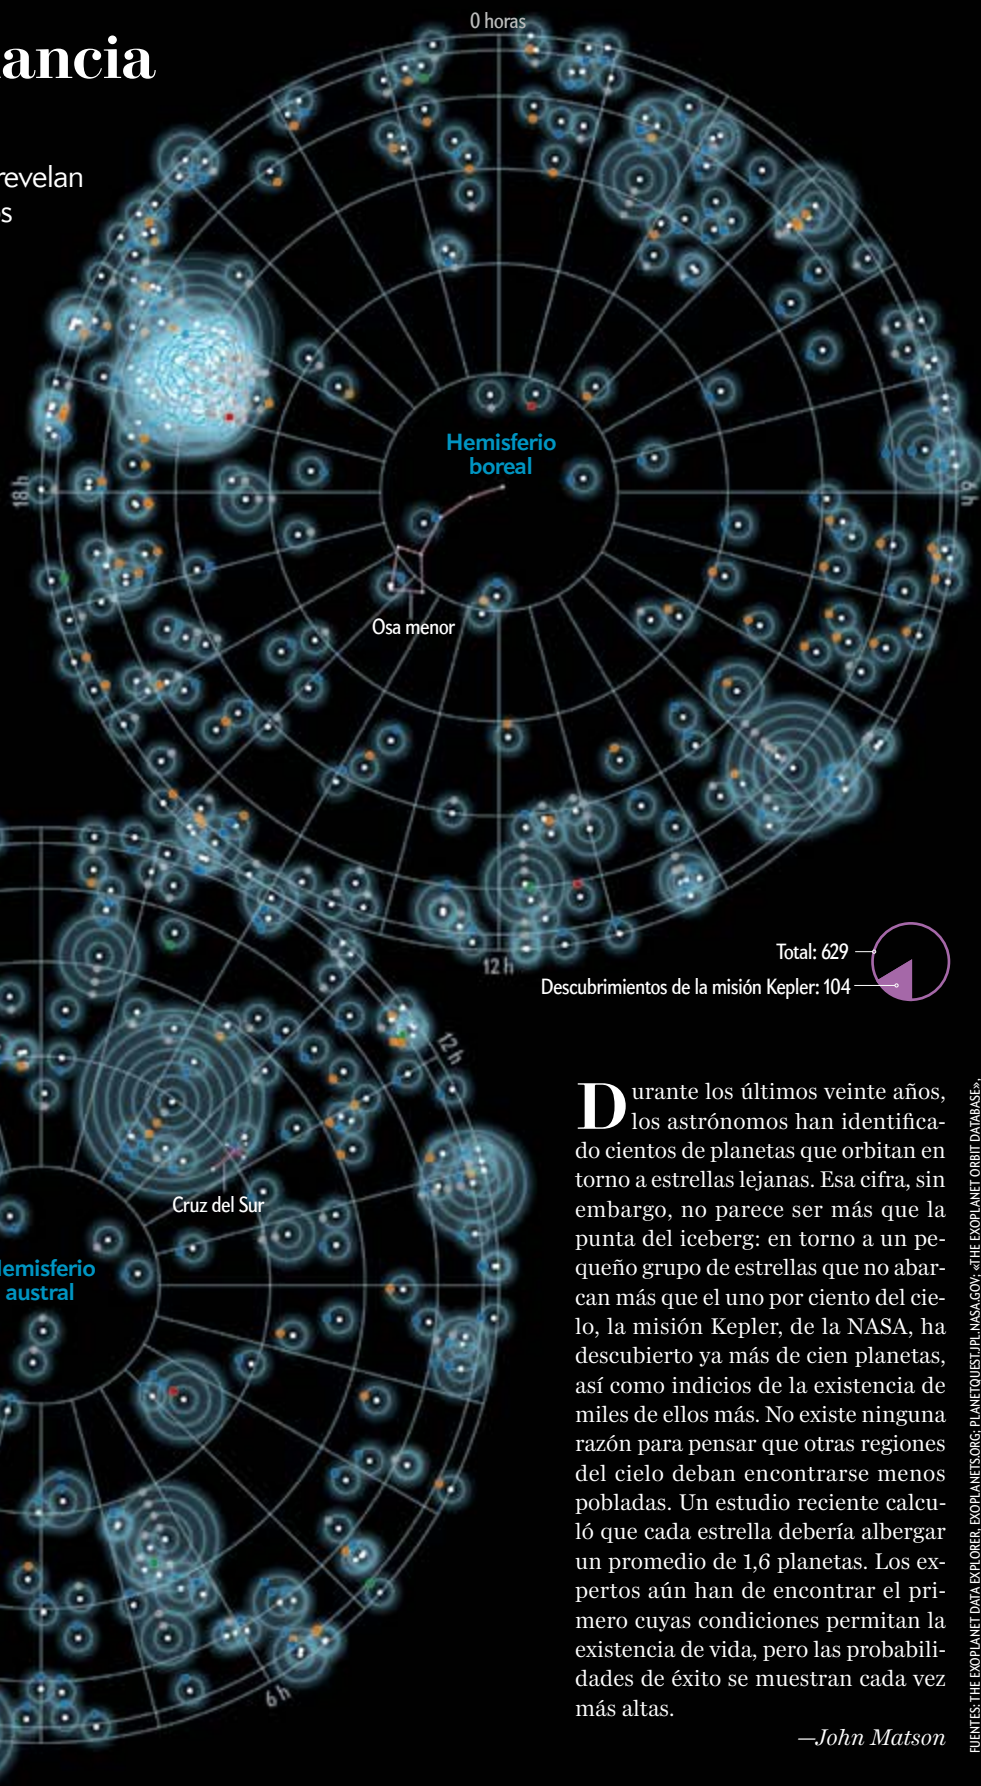 ancia
revelan
s
0 horas
18 h
6 h
Hemisferio
boreal
Osa menor
12 h
Total: 629
Descubrimientos de la misión Kepler: 104
12 h
Cruz del Sur
Hemisferio
austral
6 h
Durante los últimos veinte años,
los astrónomos han identifica-
do cientos de planetas que orbitan en
torno a estrellas lejanas. Esa cifra, sin
embargo, no parece ser más que la
punta del iceberg: en torno a un pe-
queño grupo de estrellas que no abar-
can más que el uno por ciento del cie-
lo, la misión Kepler, de la NASA, ha
descubierto ya más de cien planetas,
así como indicios de la existencia de
miles de ellos más. No existe ninguna
razón para pensar que otras regiones
del cielo deban encontrarse menos
pobladas. Un estudio reciente calcu-
ló que cada estrella debería albergar
un promedio de 1,6 planetas. Los ex-
pertos aún han de encontrar el pri-
mero cuyas condiciones permitan la
existencia de vida, pero las probabili-
dades de éxito se muestran cada vez
más altas.
—John Matson
FUENTES: THE EXOPLANET DATA EXPLORER, EXOPLANETS.ORG; PLANETQUEST.JPL.NASA.GOV; «THE EXOPLANET ORBIT DATABASE»,